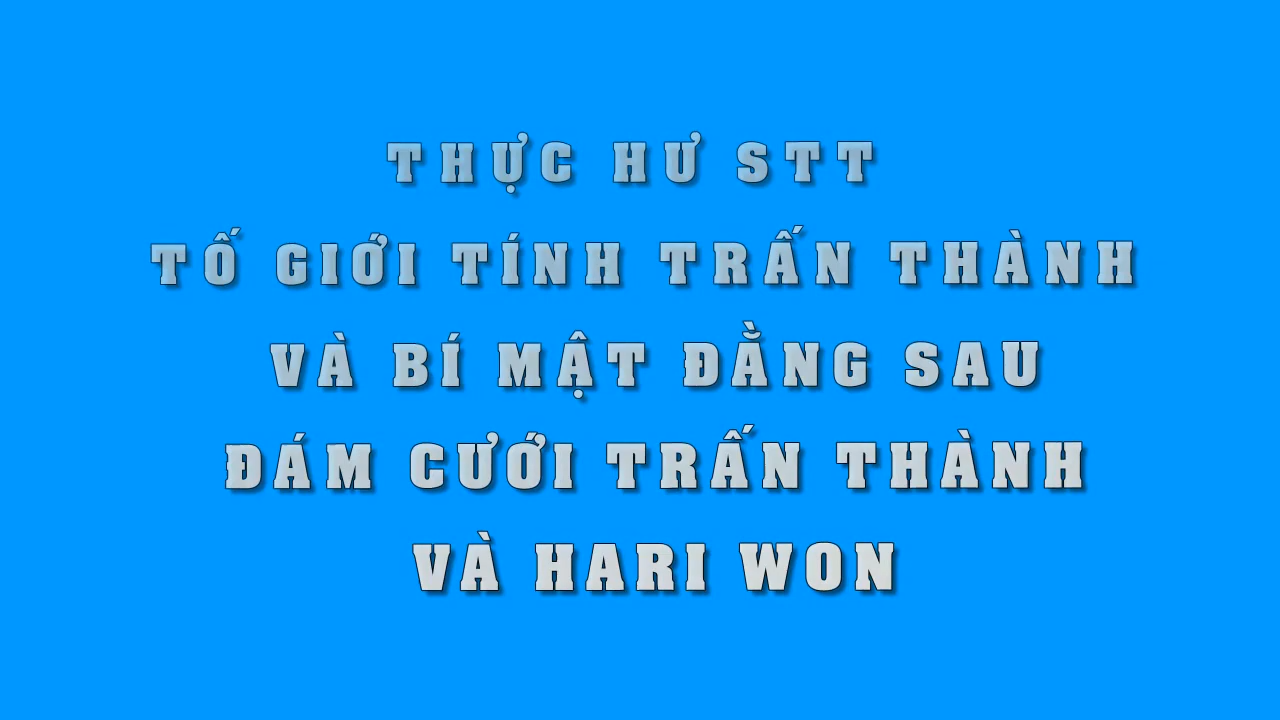 THỰC HƯ STT
TỐ GIỚI TÍNH TRẤN THÀNH
VÀ BÍ MẬT ĐẰNG SAU
ĐÁM CƯỚI TRẤN THÀNH
VÀ HARI WON